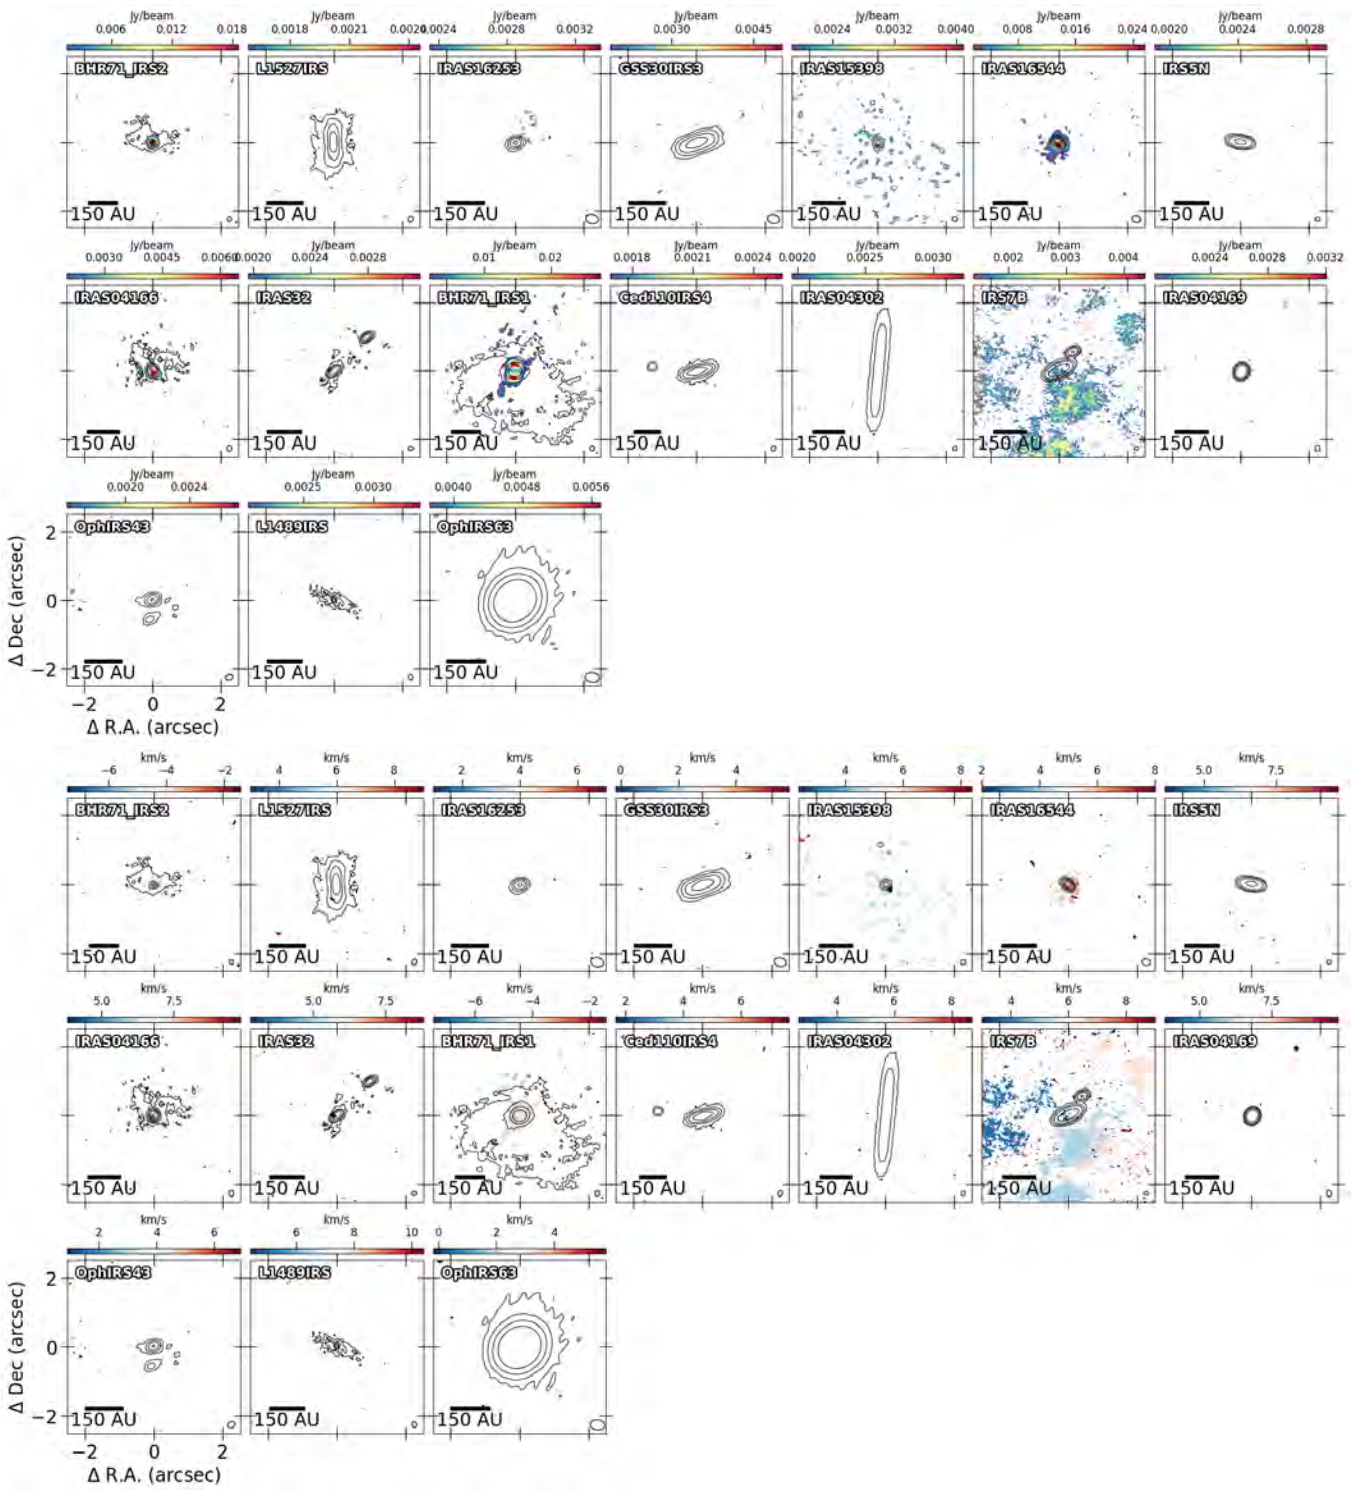 Jy/beam Jy/beam Jy/beam Jy/beam Jy/beam Jy/beam Jy/beam
0.006 0.012 0.018 0.0018 0.0021 0.0024 0.0028 0.0032 0.0030 0.0045 0.0024 0.0032 0.0040 0.008 0.016 0.024 0.0020 0.0024 0.0028
BHR71_IRS2 L1527IRS IRAS16253 GSS30IRS3 IRAS15398 IRAS16544 IRS5N
150 AU 150 AU 150 AU 150 AU 150 AU 150 AU 150 AU
Jy/beam Jy/beam Jy/beam Jy/beam Jy/beam Jy/beam Jy/beam
0.0030 0.0045 0.0060 0.0020 0.0024 0.0028 0.01 0.02 0.0018 0.0021 0.0024 0.0020 0.0025 0.0030 0.002 0.003 0.004 0.0024 0.0028 0.0032
IRAS04166 IRAS32 BHR71_IRS1 Ced110IRS4 IRAS04302 IRS7B IRAS04169
150 AU 150 AU 150 AU 150 AU 150 AU 150 AU 150 AU
Jy/beam Jy/beam Jy/beam
0.0020 0.0024 0.0025 0.0030 0.0040 0.0048 0.0056
OphIRS43 L1489IRS OphIRS63
2
0
−2
Δ Dec (arcsec)
150 AU 150 AU 150 AU
−2 0 2
Δ R.A. (arcsec)
km/s km/s km/s km/s km/s km/s km/s
−6 −4 −2 4 6 8 2 4 6 0 2 4 4 6 8 2 4 6 8 5.0 7.5
BHR71_IRS2 L1527IRS IRAS16253 GSS30IRS3 IRAS15398 IRAS16544 IRS5N
150 AU 150 AU 150 AU 150 AU 150 AU 150 AU 150 AU
km/s km/s km/s km/s km/s km/s km/s
5.0 7.5 5.0 7.5 −6 −4 −2 2 4 6 4 6 8 4 6 8 5.0 7.5
IRAS04166 IRAS32 BHR71_IRS1 Ced110IRS4 IRAS04302 IRS7B IRAS04169
150 AU 150 AU 150 AU 150 AU 150 AU 150 AU 150 AU
km/s km/s km/s
2 4 6 6 8 10 0 2 4
OphIRS43 L1489IRS OphIRS63
2
0
−2
Δ Dec (arcsec)
150 AU 150 AU 150 AU
−2 0 2
Δ R.A. (arcsec)